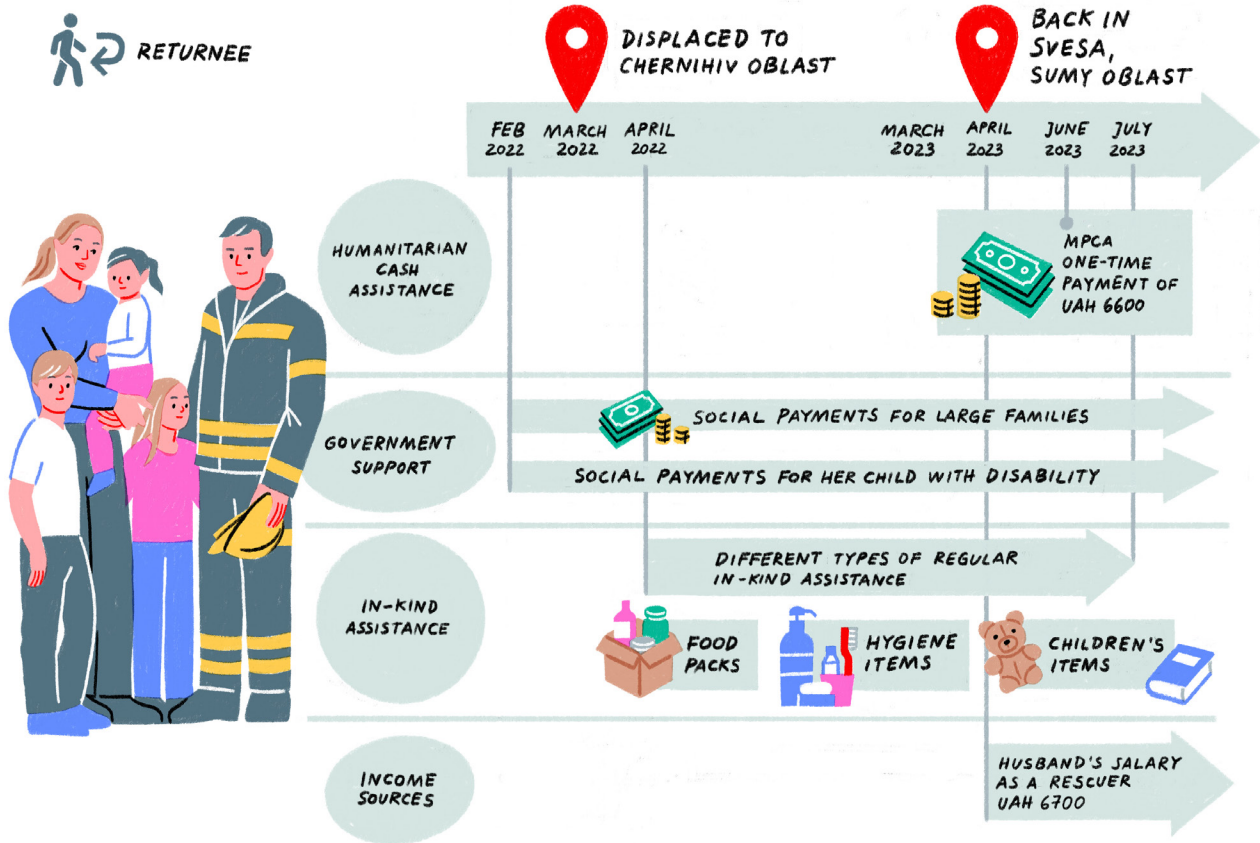 RETURNEE
DISPLACED TO
CHERNIHIV OBLAST
BACK IN
SVESA,
SUMY OBLAST
FEB
2022
MARCH
2022
APRIL
2022
MARCH
2023
APRIL
2023
JUNE
2023
JULY
2023
HUMANITARIAN
CASH
ASSISTANCE
MPCA
ONE-TIME
PAYMENT OF
UAH 6600
GOVERNMENT
SUPPORT
SOCIAL PAYMENTS FOR LARGE FAMILIES
SOCIAL PAYMENTS FOR HER CHILD WITH DISABILITY
IN-KIND
ASSISTANCE
DIFFERENT TYPES OF REGULAR
IN-KIND ASSISTANCE
FOOD
PACKS
HYGIENE
ITEMS
CHILDREN'S
ITEMS
INCOME
SOURCES
HUSBAND'S SALARY
AS A RESCUER
UAH 6700